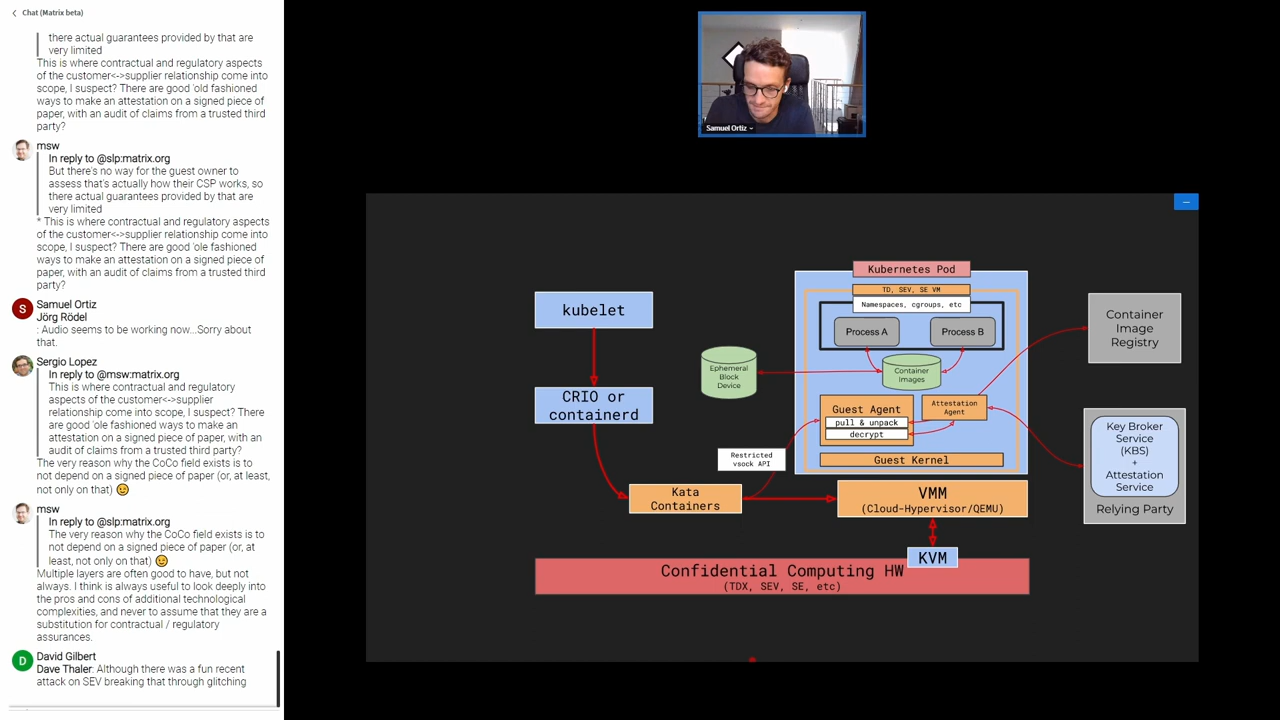 Chat (Matrix beta)
there actual guarantees provided by that are
very limited
This is where contractual and regulatory aspects
of the customer<->supplier relationship come into
scope, I suspect? There are good 'old fashioned
ways to make an attestation on a signed piece of
paper, with an audit of claims from a trusted third
party?
msw
In reply to @slp:matrix.org
But there's no way for the guest owner to
assess that's actually how their CSP works, so
there actual guarantees provided by that are
very limited
* This is where contractual and regulatory aspects
of the customer<->supplier relationship come into
scope, I suspect? There are good 'ole fashioned
ways to make an attestation on a signed piece of
paper, with an audit of claims from a trusted third
party?
S
Samuel Ortiz
Jörg Rödel
: Audio seems to be working now...Sorry about
that.
Sergio Lopez
In reply to @msw:matrix.org
This is where contractual and regulatory
aspects of the customer<->supplier
relationship come into scope, I suspect? There
are good 'ole fashioned ways to make an
attestation on a signed piece of paper, with an
audit of claims from a trusted third party?
The very reason why the CoCo field exists is to
not depend on a signed piece of paper (or, at least,
not only on that) 😉
msw
In reply to @slp:matrix.org
The very reason why the CoCo field exists is to
not depend on a signed piece of paper (or, at
least, not only on that) 😉
Multiple layers are often good to have, but not
always. I think is always useful to look deeply into
the pros and cons of additional technological
complexities, and never to assume that they are a
substitution for contractual / regulatory
assurances.
D
David Gilbert
Dave Thaler: Although there was a fun recent
attack on SEV breaking that through glitching
Samuel Ortiz
kubelet
CRIO or
containerd
Kata
Containers
Restricted
vsock API
Ephemeral
Block
Device
Kubernetes Pod
TD, SEV, SE VM
Namespaces, cgroups, etc
Process A
Process B
Container
Images
Guest Agent
pull & unpack
decrypt
Attestation
Agent
Guest Kernel
VMM
(Cloud-Hypervisor/QEMU)
KVM
Confidential Computing HW
(TDX, SEV, SE, etc)
Container
Image
Registry
Key Broker
Service
(KBS)
+
Attestation
Service
Relying Party